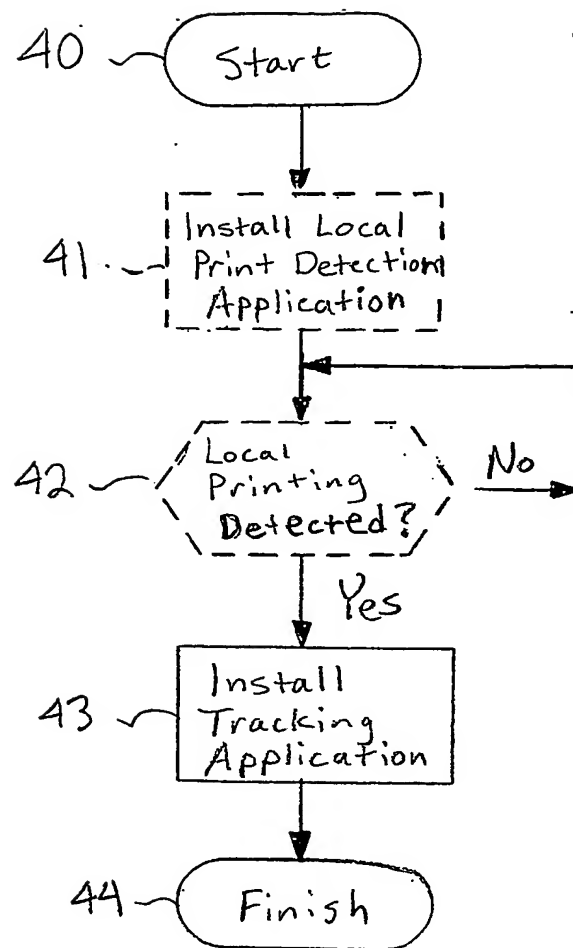 40
Start
41
Install Local
Print Detection
Application
42
Local
Printing
Detected?
No
Yes
43
Install
Tracking
Application
44
Finish